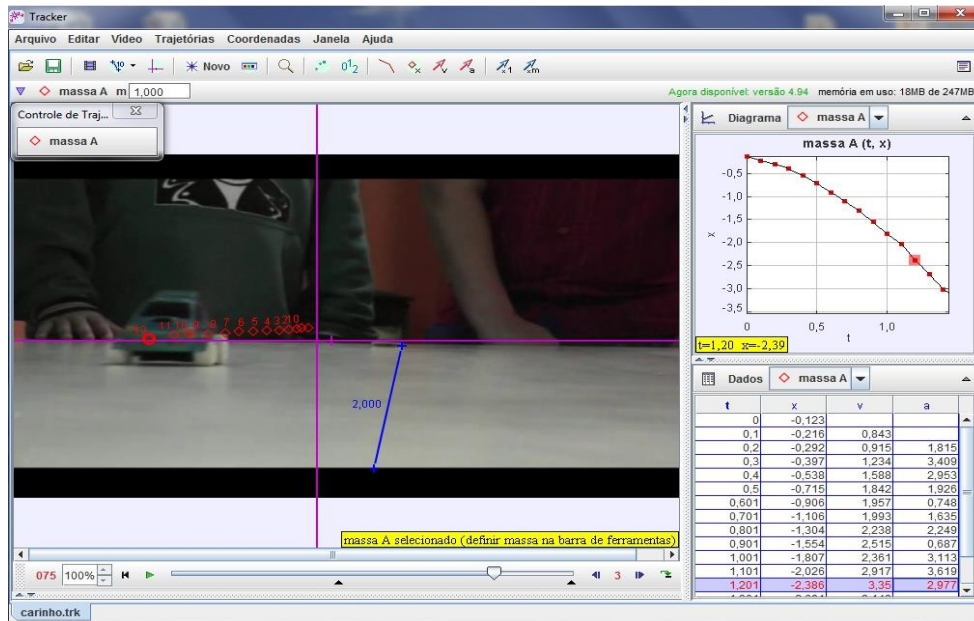 Tracker
Arquivo Editar Video Trajetórias Coordenadas Janela Ajuda
Novo
massa A m 1,000
Agora disponível: versão 4.94 memória em uso: 18MB de 247MB
Controle de Traj...
massa A
2,000
massa A selecionado (definir massa na barra de ferramentas)
075 100% 3
carinho.trk
Diagrama massa A
massa A (t, x)
-0,5
-1,0
-1,5
x
-2,0
-2,5
-3,0
-3,5
0 0,5 1,0
t
t=1,20 x=-2,39
Dados massa A
t x v a
0 -0,123
0,1 -0,216 0,843
0,2 -0,292 0,915 1,815
0,3 -0,397 1,234 3,409
0,4 -0,538 1,588 2,953
0,5 -0,715 1,842 1,926
0,601 -0,906 1,957 0,748
0,701 -1,106 1,993 1,635
0,801 -1,304 2,238 2,249
0,901 -1,554 2,515 0,687
1,001 -1,807 2,361 3,113
1,101 -2,026 2,917 3,619
1,201 -2,386 3,35 2,977